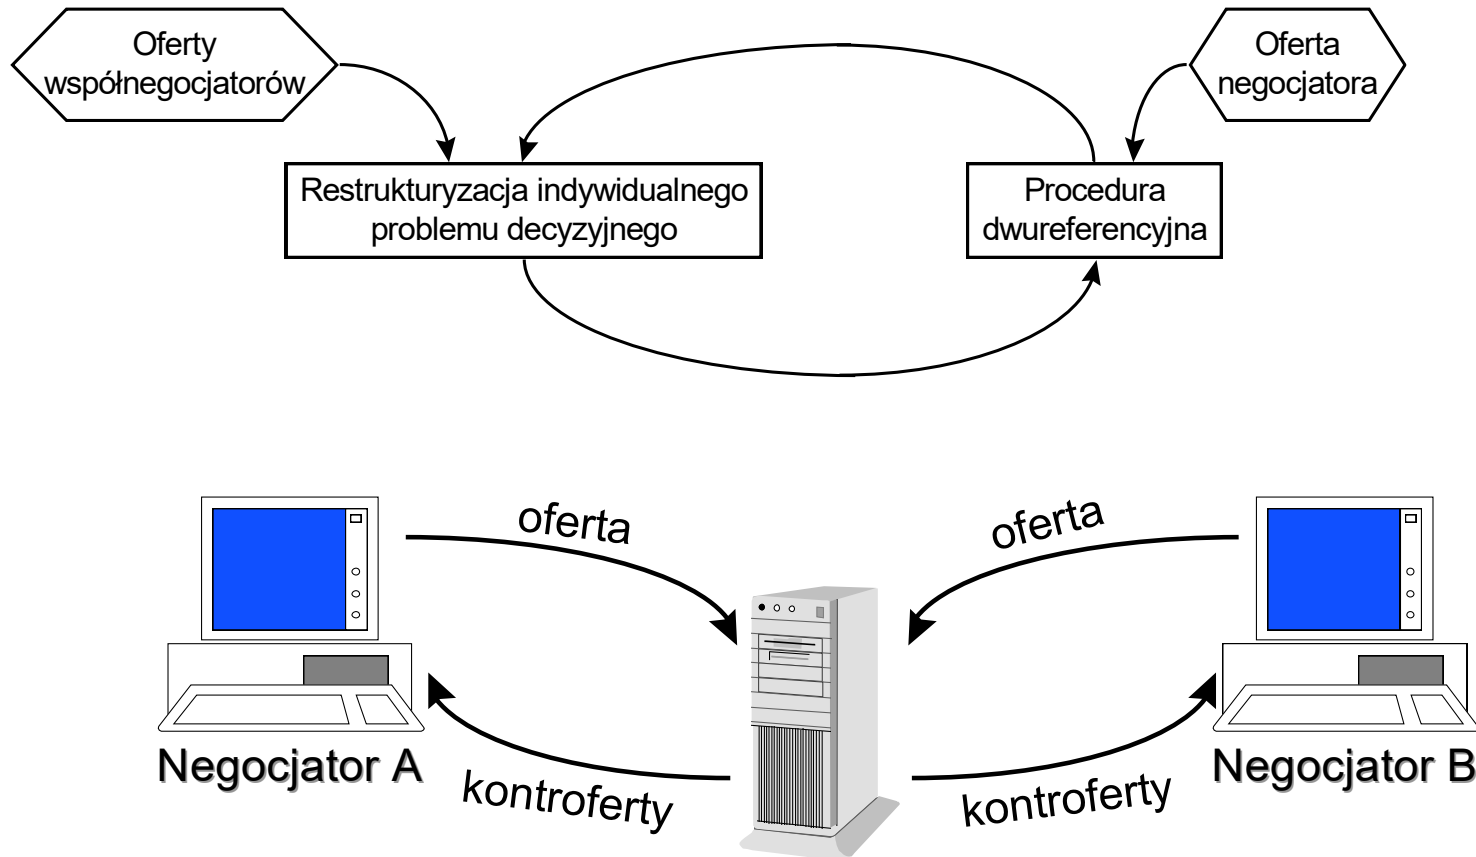 Oferty
współnegocjatorów
Oferta
negocjatora
Restrukturyzacja indywidualnego
problemu decyzyjnego
Procedura
dwureferencyjna
oferta
oferta
Negocjator A
Negocjator B
kontroferty
kontroferty